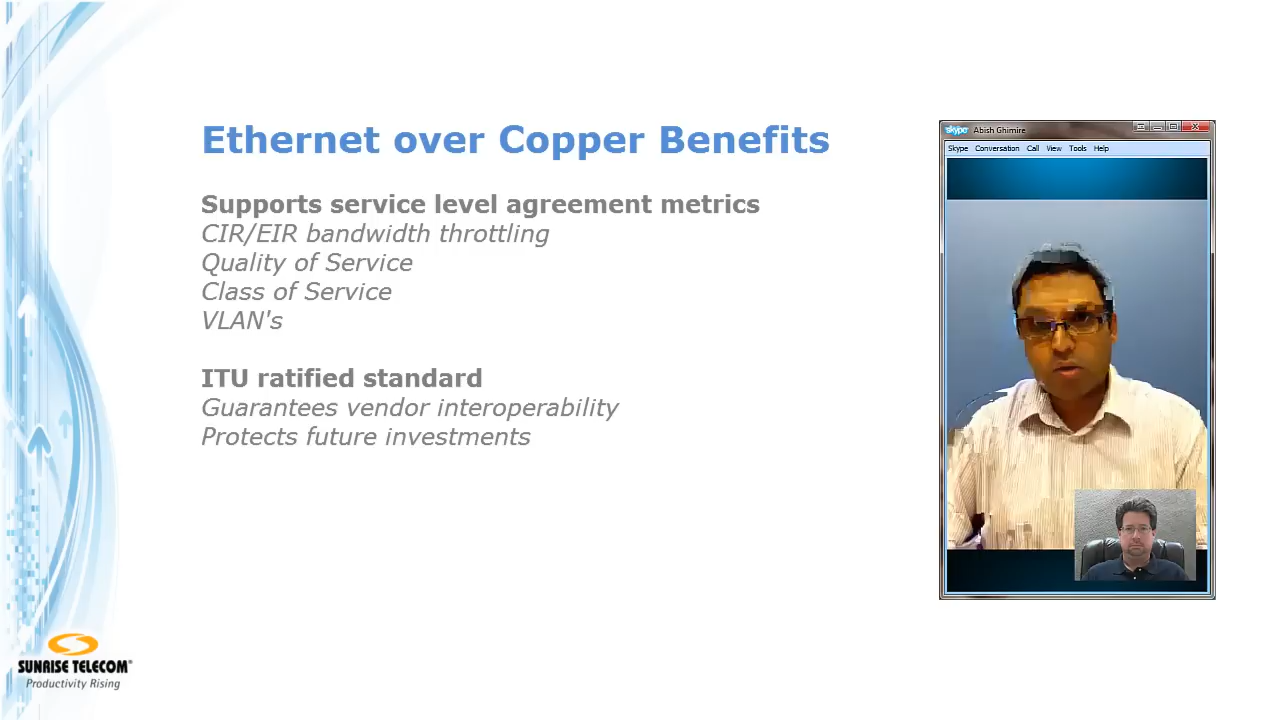 Ethernet over Copper Benefits
Supports service level agreement metrics
CIR/EIR bandwidth throttling
Quality of Service
Class of Service
VLAN's
ITU ratified standard
Guarantees vendor interoperability
Protects future investments
skype Abish Ghimire
Skype Conversation Call View Tools Help
SUNRISE TELECOM®
Productivity Rising